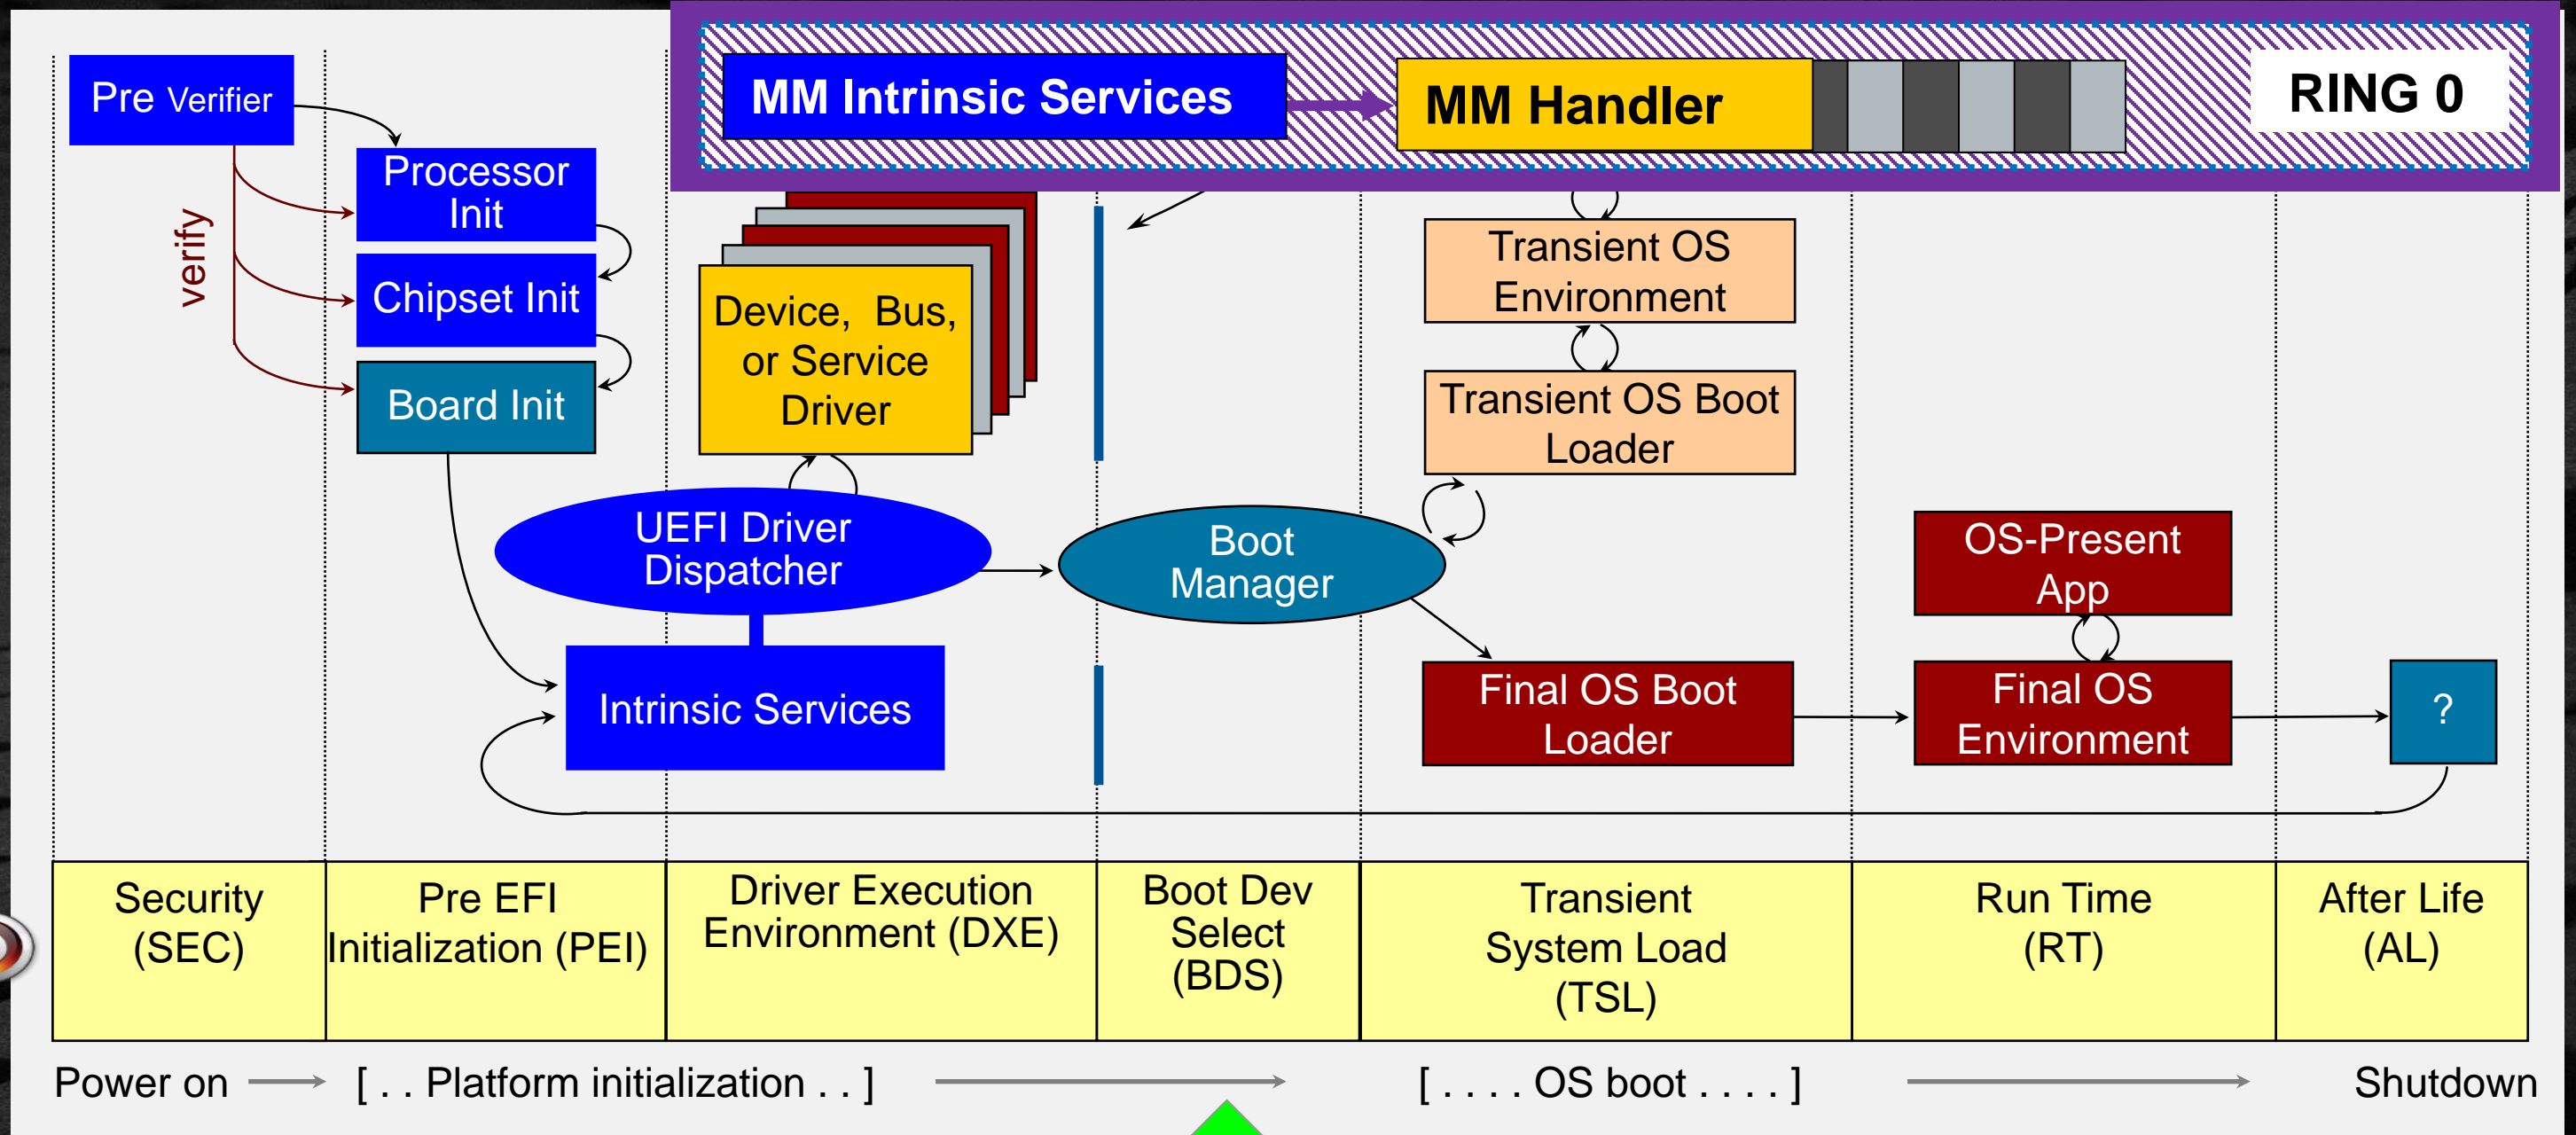 Pre Verifier
verify
Processor
Init
Chipset Init
Board Init
MM Intrinsic Services
MM Handler
RING 0
Device, Bus,
or Service
Driver
UEFI Driver
Dispatcher
Intrinsic Services
Boot
Manager
Transient OS
Environment
Transient OS Boot
Loader
Final OS Boot
Loader
OS-Present
App
Final OS
Environment
?
Security
(SEC)
Pre EFI
Initialization (PEI)
Driver Execution
Environment (DXE)
Boot Dev
Select
(BDS)
Transient
System Load
(TSL)
Run Time
(RT)
After Life
(AL)
Power on
[ . . Platform initialization . . ]
[ . . . . OS boot . . . . ]
Shutdown